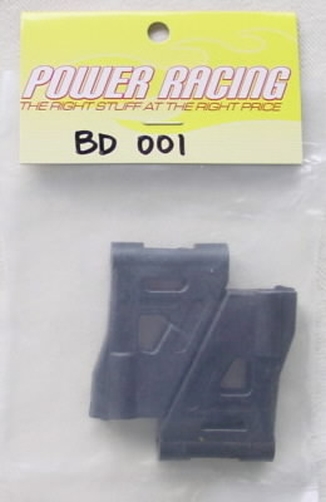 POWER RACING
THE RIGHT STUFF AT THE RIGHT PRICE
BD 001